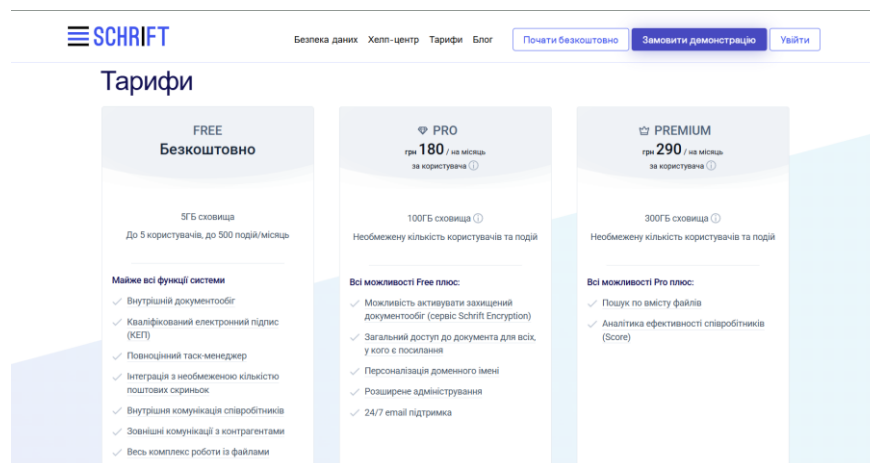 SCHRIFT
Безпека даних Хелп-центр Тарифи Блог Почати безкоштовно Замовити демонстрацію Увійти
Тарифи
FREE
Безкоштовно
5ГБ сховища
До 5 користувачів, до 500 подій/місяць
Майже всі функції системи
Внутрішній документообіг
Кваліфікований електронний підпис
(КЕП)
Повноцінний таск-менеджер
Інтеграція з необмеженою кількістю
поштових скриньок
Внутрішня комунікація співробітників
Зовнішні комунікації з контрагентами
Весь комплекс роботи із файлами
PRO
грн 180 / на місяць
за користувача
100ГБ сховища
Необмежену кількість користувачів та подій
Всі можливості Free плюс:
Можливість активувати захищений
документообіг (сервіс Schrift Encryption)
Загальний доступ до документа для всіх,
у кого є посилання
Персоналізація доменного імені
Розширене адміністрування
24/7 email підтримка
PREMIUM
грн 290 / на місяць
за користувача
300ГБ сховища
Необмежену кількість користувачів та подій
Всі можливості Pro плюс:
Пошук по вмісту файлів
Аналітика ефективності співробітників
(Score)